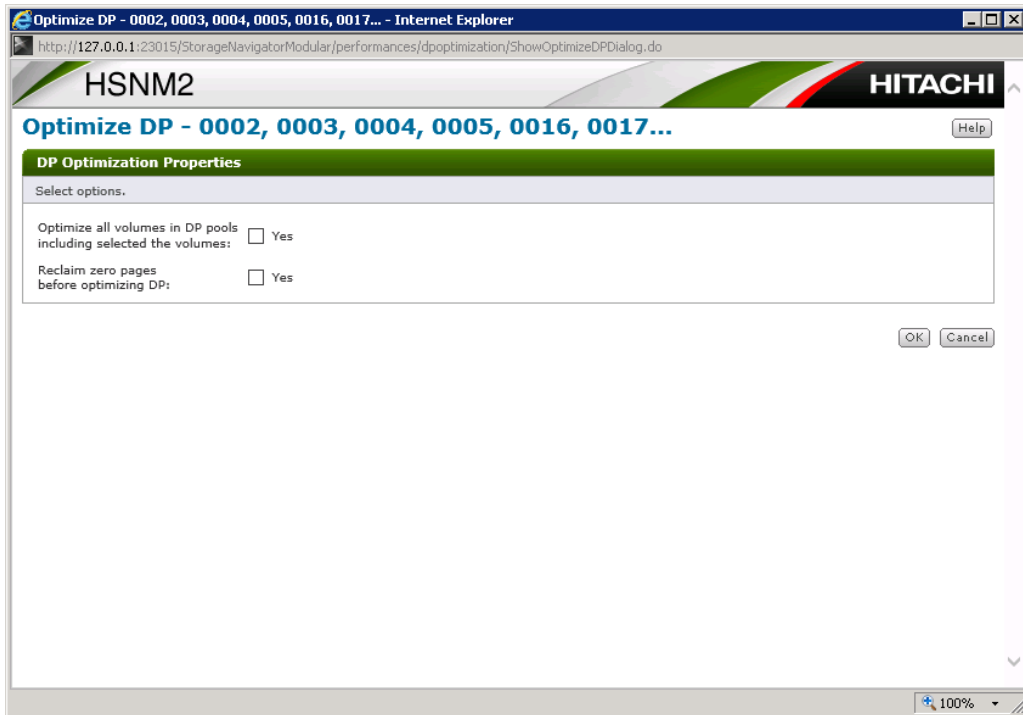 Optimize DP - 0002, 0003, 0004, 0005, 0016, 0017... - Internet Explorer
http://127.0.0.1:23015/StorageNavigatorModular/performances/dpoptimization/ShowOptimizeDPDialog.do
HSNM2
HITACHI
Optimize DP - 0002, 0003, 0004, 0005, 0016, 0017...
Help
DP Optimization Properties
Select options.
Optimize all volumes in DP pools
including selected the volumes:
Yes
Reclaim zero pages
before optimizing DP:
Yes
OK Cancel
100%